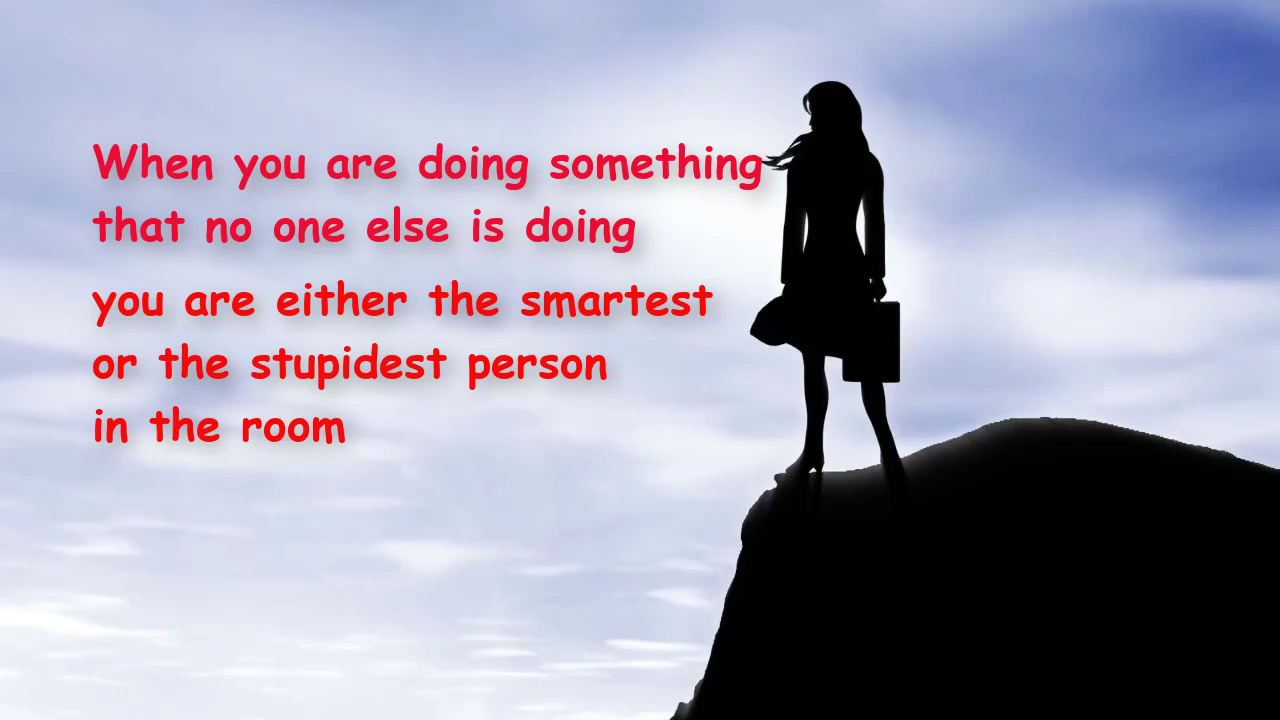 When you are doing something
that no one else is doing
you are either the smartest
or the stupidest person
in the room